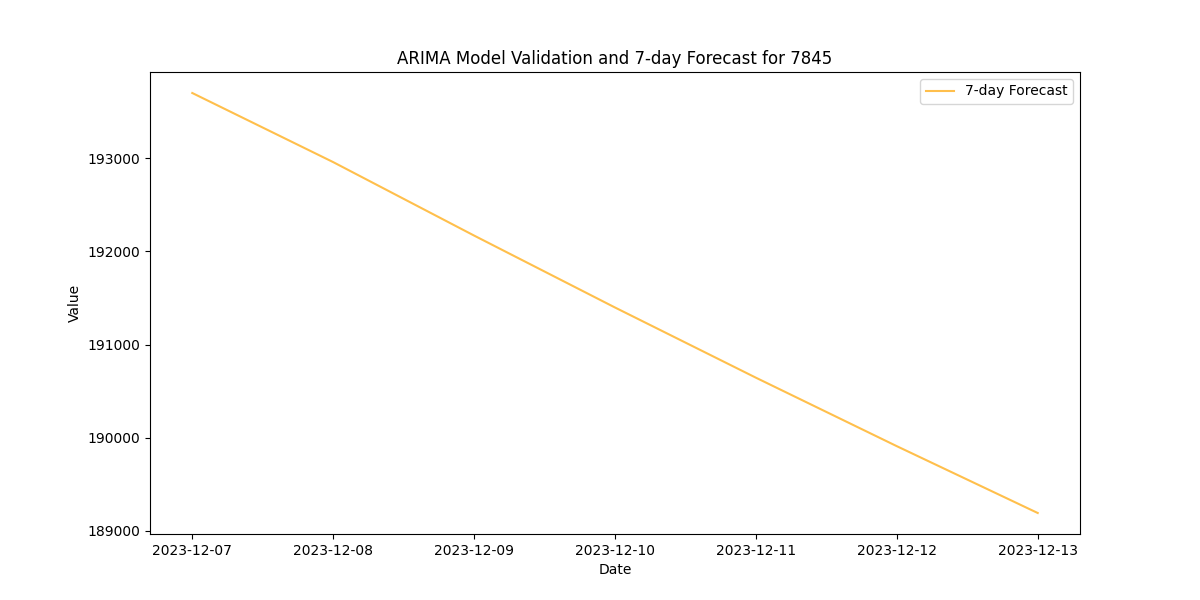 ARIMA Model Validation and 7-day Forecast for 7845
7-day Forecast
193000
192000
191000
190000
189000
Value
2023-12-07 2023-12-08 2023-12-09 2023-12-10 2023-12-11 2023-12-12 2023-12-13
Date